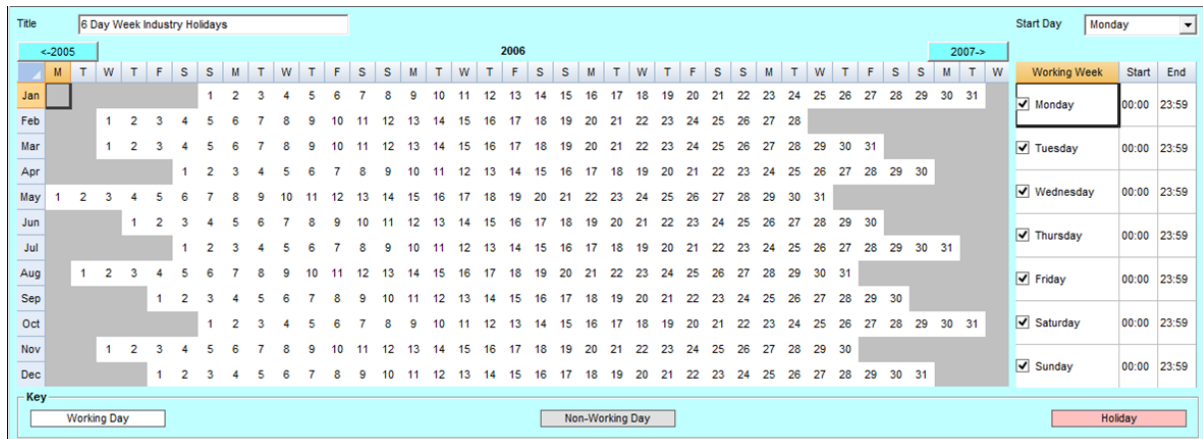 Title 6 Day Week Industry Holidays Start Day Monday
<-2005 2006 2007->
M T W T F S S M T W T F S S M T W T F S S M T W T F S S M T W T F S S M T W Working Week Start End
Jan 1 2 3 4 5 6 7 8 9 10 11 12 13 14 15 16 17 18 19 20 21 22 23 24 25 26 27 28 29 30 31 Monday 00:00 23:59
Feb 1 2 3 4 5 6 7 8 9 10 11 12 13 14 15 16 17 18 19 20 21 22 23 24 25 26 27 28
Mar 1 2 3 4 5 6 7 8 9 10 11 12 13 14 15 16 17 18 19 20 21 22 23 24 25 26 27 28 29 30 31 Tuesday 00:00 23:59
Apr 1 2 3 4 5 6 7 8 9 10 11 12 13 14 15 16 17 18 19 20 21 22 23 24 25 26 27 28 29 30
May 1 2 3 4 5 6 7 8 9 10 11 12 13 14 15 16 17 18 19 20 21 22 23 24 25 26 27 28 29 30 31 Wednesday 00:00 23:59
Jun 1 2 3 4 5 6 7 8 9 10 11 12 13 14 15 16 17 18 19 20 21 22 23 24 25 26 27 28 29 30 Thursday 00:00 23:59
Jul 1 2 3 4 5 6 7 8 9 10 11 12 13 14 15 16 17 18 19 20 21 22 23 24 25 26 27 28 29 30 31
Aug 1 2 3 4 5 6 7 8 9 10 11 12 13 14 15 16 17 18 19 20 21 22 23 24 25 26 27 28 29 30 31 Friday 00:00 23:59
Sep 1 2 3 4 5 6 7 8 9 10 11 12 13 14 15 16 17 18 19 20 21 22 23 24 25 26 27 28 29 30
Oct 1 2 3 4 5 6 7 8 9 10 11 12 13 14 15 16 17 18 19 20 21 22 23 24 25 26 27 28 29 30 31 Saturday 00:00 23:59
Nov 1 2 3 4 5 6 7 8 9 10 11 12 13 14 15 16 17 18 19 20 21 22 23 24 25 26 27 28 29 30
Dec 1 2 3 4 5 6 7 8 9 10 11 12 13 14 15 16 17 18 19 20 21 22 23 24 25 26 27 28 29 30 31 Sunday 00:00 23:59
Key
Working Day Non-Working Day Holiday